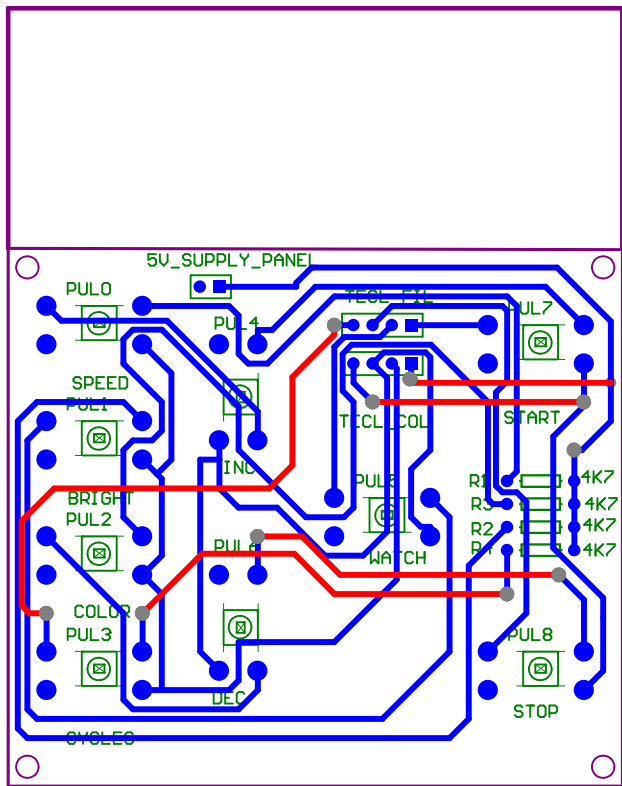 5V_SUPPLY_PANEL
PUL0
TECL_FIL
PUL7
PUL4
SPEED
PUL1
TECL_COL
START
INC
PUL5
R1
4K7
BRIGHT
R3
4K7
PUL2
R2
4K7
PUL6
WATCH
R4
4K7
COLOR
PUL3
PUL8
DEC
STOP
CYCLES